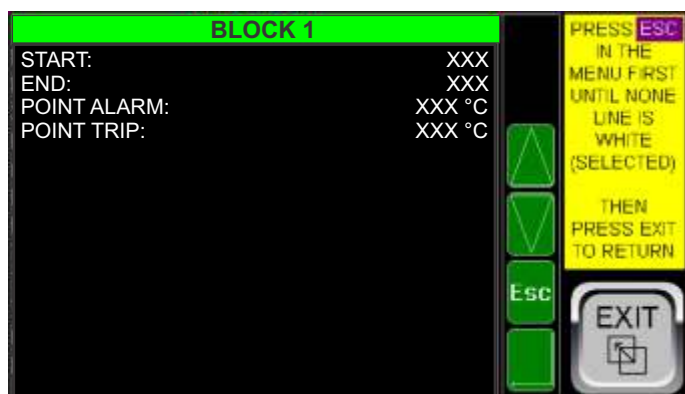 BLOCK 1
START: XXX
END: XXX
POINT ALARM: XXX °C
POINT TRIP: XXX °C
PRESS ESC
IN THE
MENU FIRST
UNTIL NONE
LINE IS
WHITE
(SELECTED)
THEN
PRESS EXIT
TO RETURN
Esc
EXIT